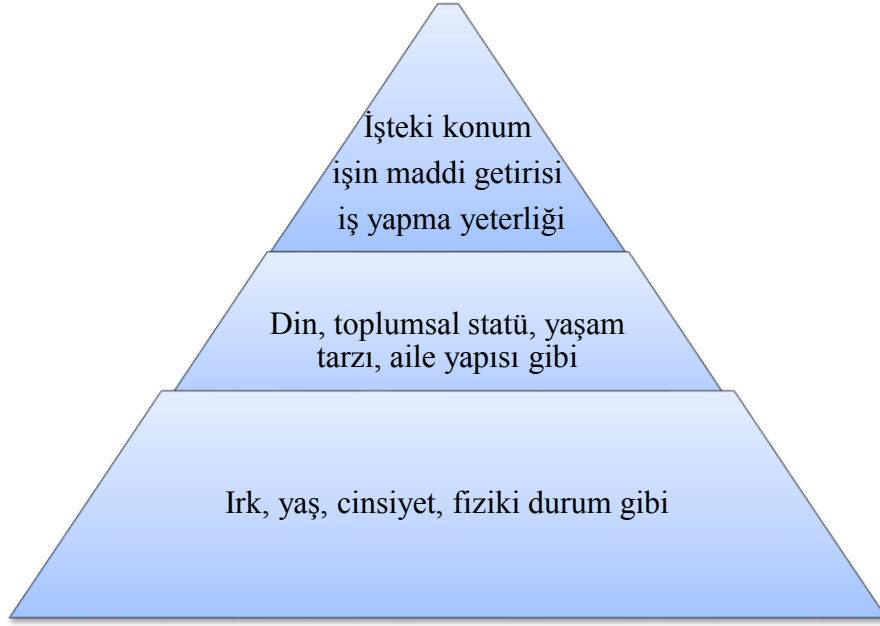 İşteki konum
işin maddi getirisi
iş yapma yeterliği
Din, toplumsal statü, yaşam
tarzı, aile yapısı gibi
Irk, yaş, cinsiyet, fiziki durum gibi